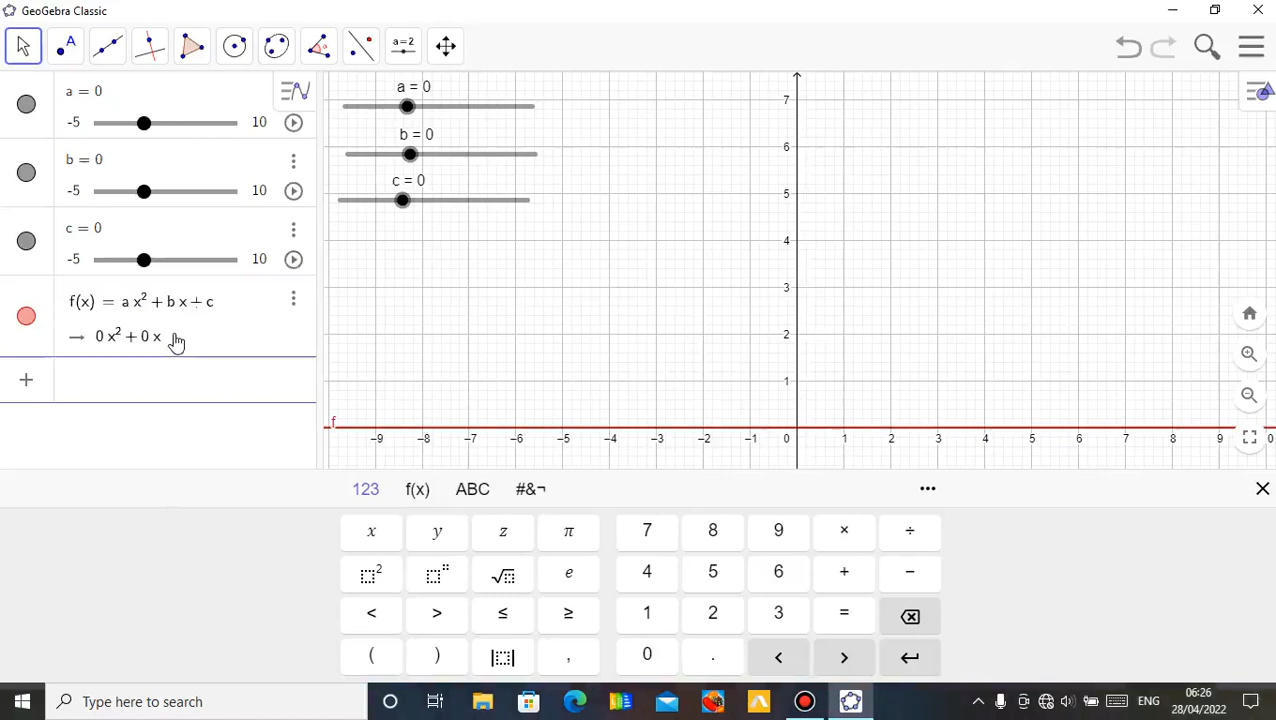 GeoGebra Classic
a=2
a = 0
-5 10
b = 0
-5 10
c = 0
-5 10
f(x) = a x² + b x + c
→ 0 x² + 0 x
+
a = 0
b = 0
c = 0
7
6
5
4
3
2
1
f
-9 -8 -7 -6 -5 -4 -3 -2 -1 0 1 2 3 4 5 6 7 8 9 0
123 f(x) ABC #&¬ •••
x y z π 7 8 9 × ÷
□² □□ √□ e 4 5 6 + −
< > ≤ ≥ 1 2 3 =
( ) |□| , 0 . < >
Type here to search
ENG
06:26
28/04/2022